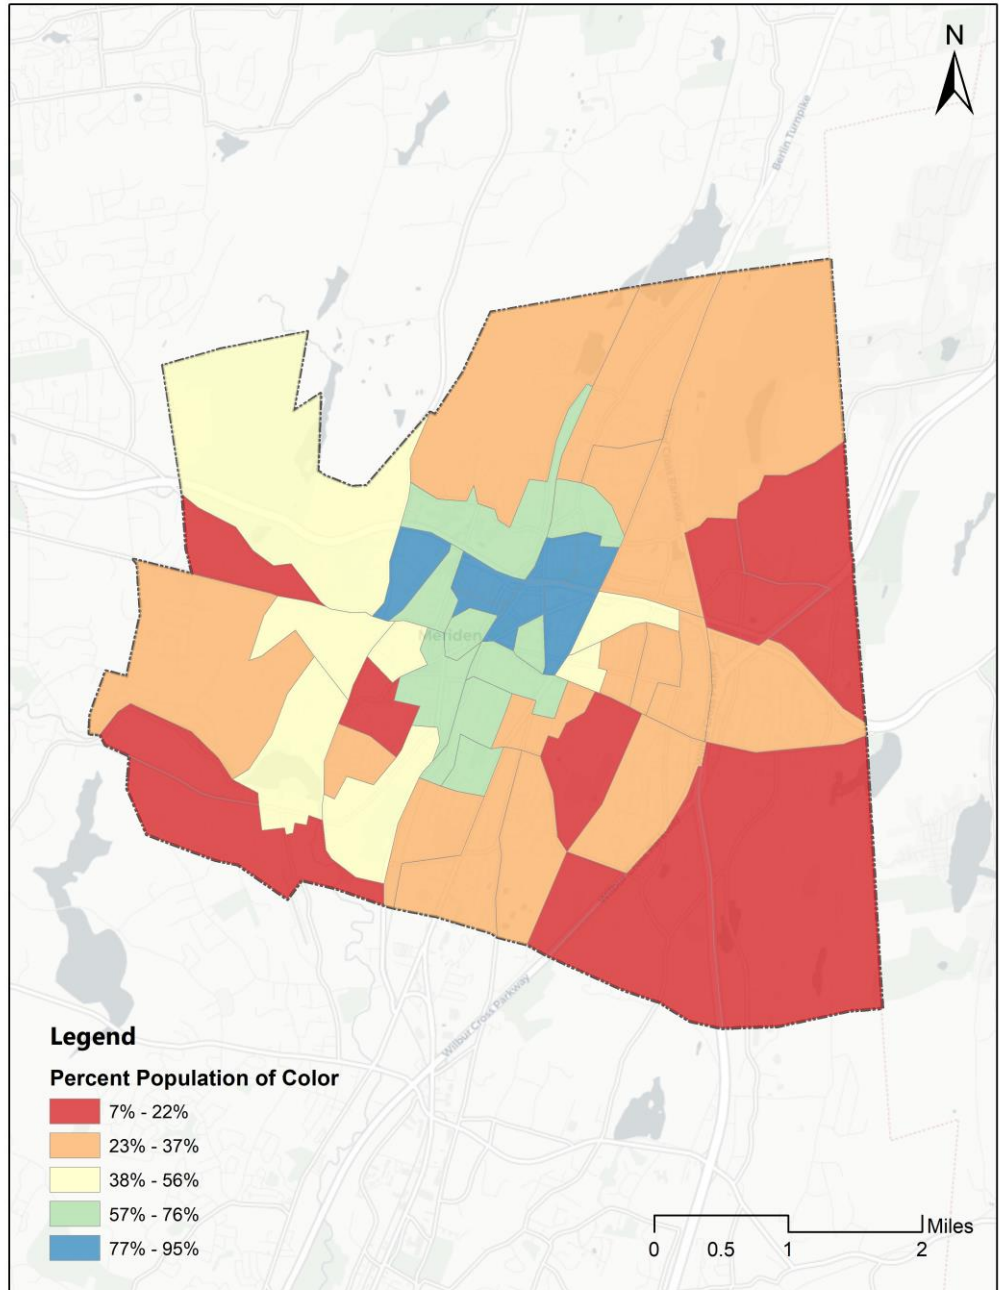 N
Berlin Turnpike
Meriden
Wilbur Cross Parkway
Legend
Percent Population of Color
7% - 22%
23% - 37%
38% - 56%
57% - 76%
77% - 95%
Miles
0 0.5 1 2